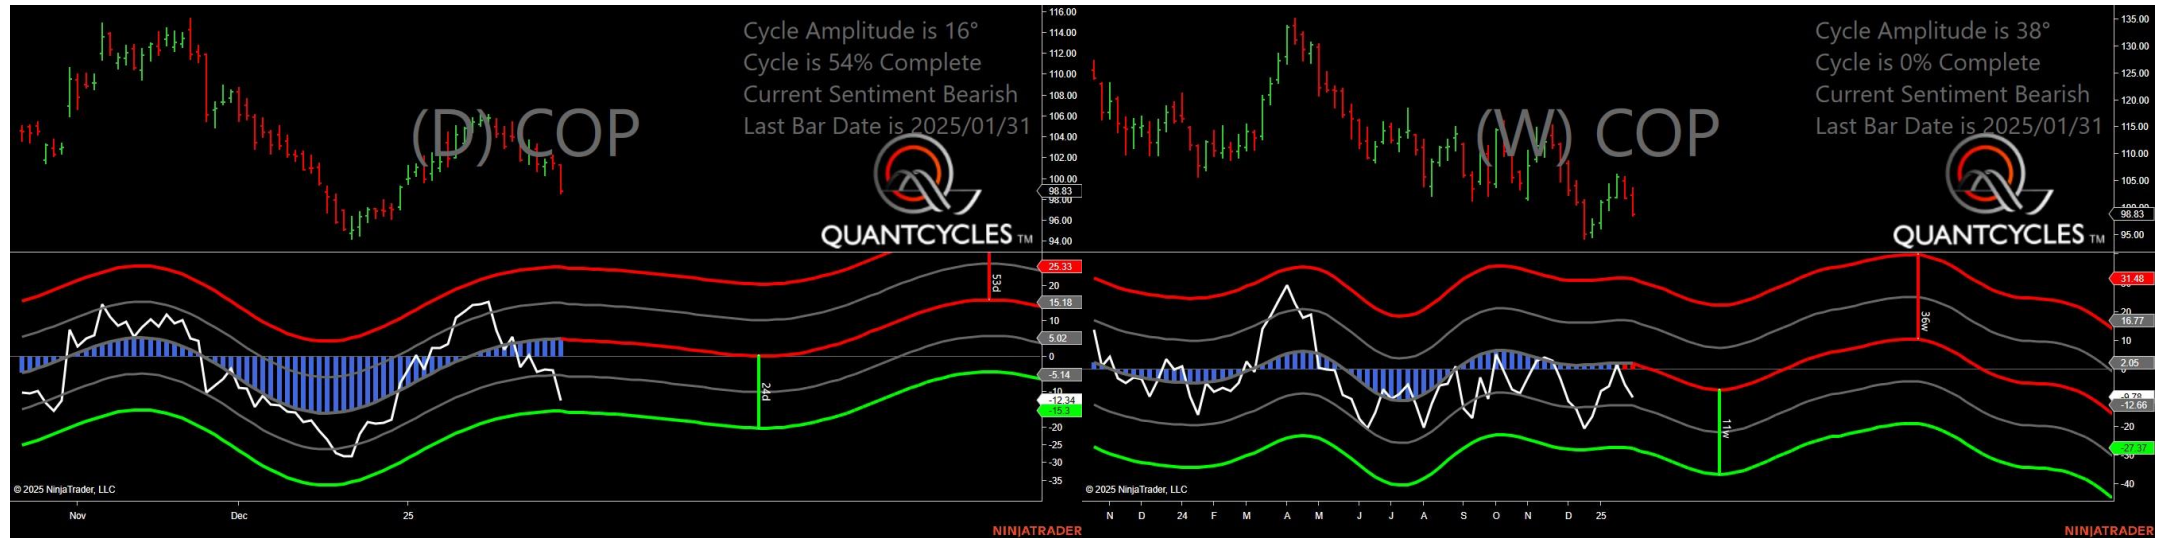 Cycle Amplitude is 16°
Cycle is 54% Complete
Current Sentiment Bearish
Last Bar Date is 2025/01/31
(D) COP
QUANTCYCLES TM
116.00
114.00
112.00
110.00
108.00
106.00
104.00
102.00
100.00
98.83
98.00
96.00
94.00
53d
24d
25.33
20
15.18
10
5.02
0
-5.14
-10
-12.34
-15.3
-20
-25
-30
-35
© 2025 NinjaTrader, LLC
Nov
Dec
25
NINJATRADER
Cycle Amplitude is 38°
Cycle is 0% Complete
Current Sentiment Bearish
Last Bar Date is 2025/01/31
(W) COP
QUANTCYCLES TM
135.00
130.00
125.00
120.00
115.00
110.00
105.00
100.00
98.83
95.00
36w
11w
31.48
20
16.77
10
2.05
0
-9.78
-12.66
-20
-27.37
-30
-40
© 2025 NinjaTrader, LLC
N D 24 F M A M J J A S O N D 25
NINJATRADER